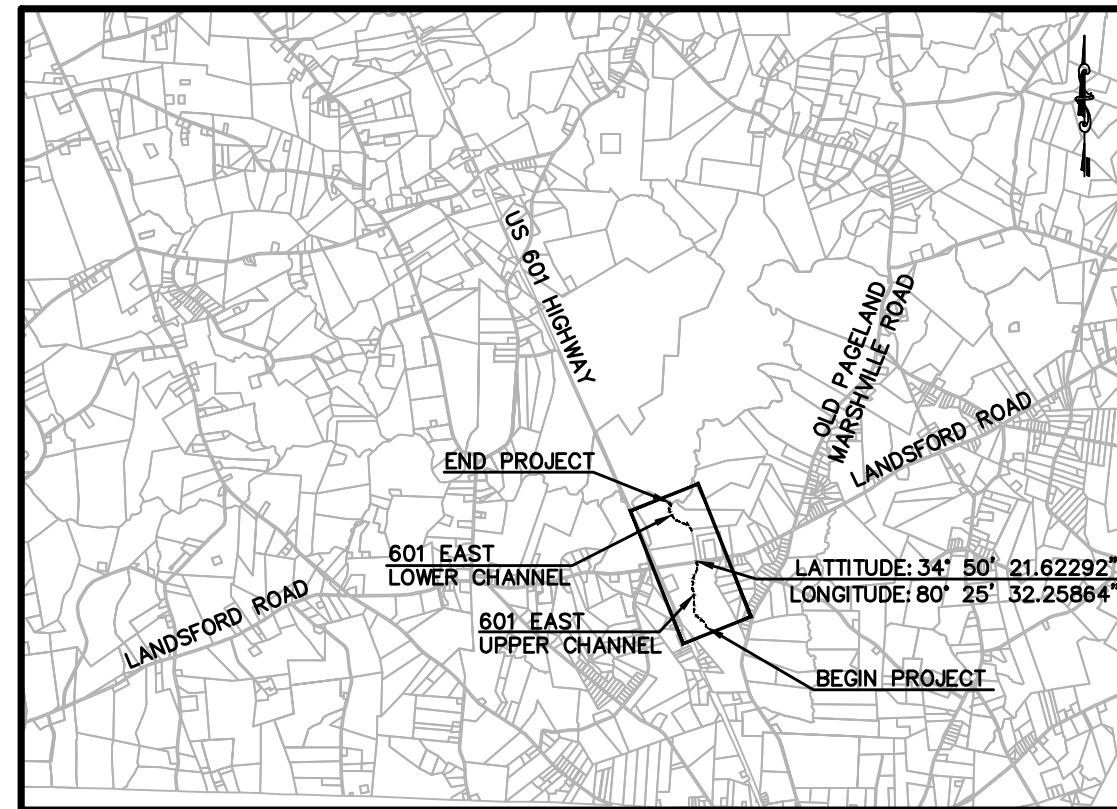 US 601 HIGHWAY
OLD PAGELAND
MARSHVILLE ROAD
LANDSFORD ROAD
END PROJECT
601 EAST
LOWER CHANNEL
LATTITUDE: 34° 50' 21.62292"
LONGITUDE: 80° 25' 32.25864"
LANDSFORD ROAD
601 EAST
UPPER CHANNEL
BEGIN PROJECT